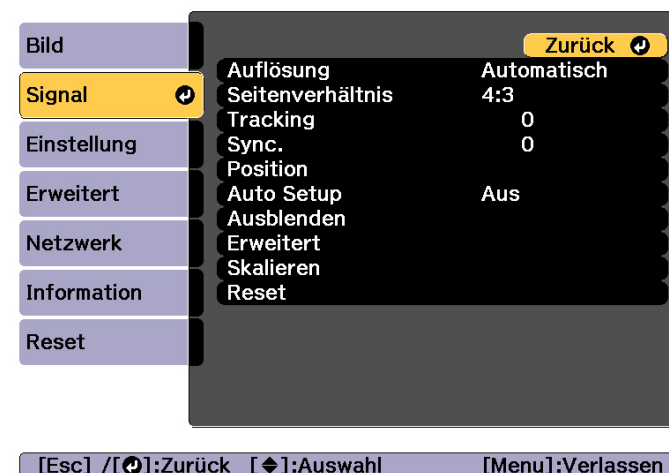 Bild
Signal
Einstellung
Erweitert
Netzwerk
Information
Reset
Zurück
Auflösung Automatisch
Seitenverhältnis 4:3
Tracking 0
Sync. 0
Position
Auto Setup Aus
Ausblenden
Erweitert
Skalieren
Reset
[Esc] /[⏎]:Zurück [◆]:Auswahl [Menu]:Verlassen